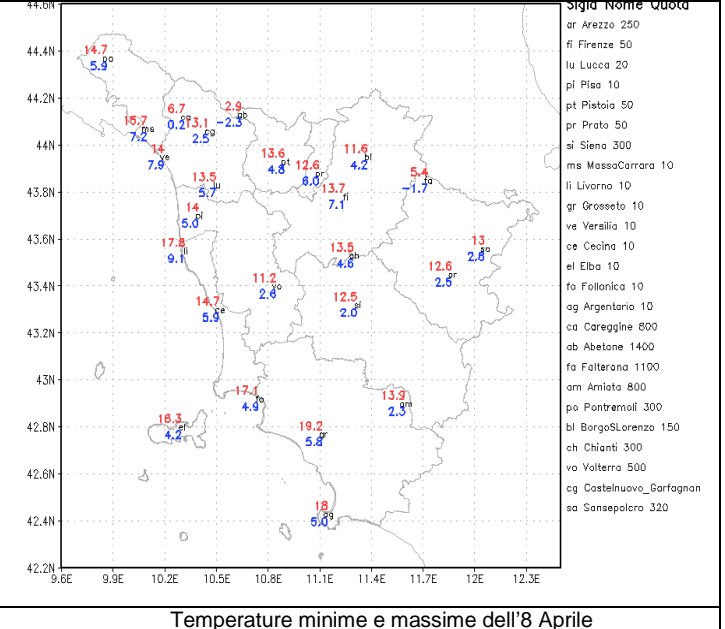 44.6N
Sigla Nome Quota
44.4N
44.2N
44N
43.8N
43.6N
43.4N
43.2N
43N
42.8N
42.6N
42.4N
42.2N
9.6E 9.9E 10.2E 10.5E 10.8E 11.1E 11.4E 11.7E 12E 12.3E
14.7
5.9 po
6.7
0.2 ca
2.9
-2.3 ab
15.7
7.2 ms
13.1
2.5 cg
14
7.9 ve
13.6
4.8 pt
12.6
6.0 pr
11.6
4.2 bl
5.4
-1.7 fa
13.5
5.7 lu
13.7
7.1 fi
14
5.0 pi
17.8
9.1 li
13.5
4.6 ch
13
2.8 sa
12.6
2.5 ar
11.2
2.6 vo
12.5
2.0 si
14.7
5.9 ce
17.1
4.9 fo
13.9
2.3 am
16.3
4.2 el
19.2
5.8 gr
18
5.0 ag
ar Arezzo 250
fi Firenze 50
lu Lucca 20
pi Pisa 10
pt Pistoia 50
pr Prato 50
si Siena 300
ms MassaCarrara 10
li Livorno 10
gr Grosseto 10
ve Versilia 10
ce Cecina 10
el Elba 10
fo Follonica 10
ag Argentario 10
ca Careggine 800
ab Abetone 1400
fa Falterona 1100
am Amiata 800
po Pontremoli 300
bl BorgoSLorenzo 150
ch Chianti 300
vo Volterra 500
cg Castelnuovo_Garfagnan
sa Sansepolcro 320
Temperature minime e massime dell'8 Aprile